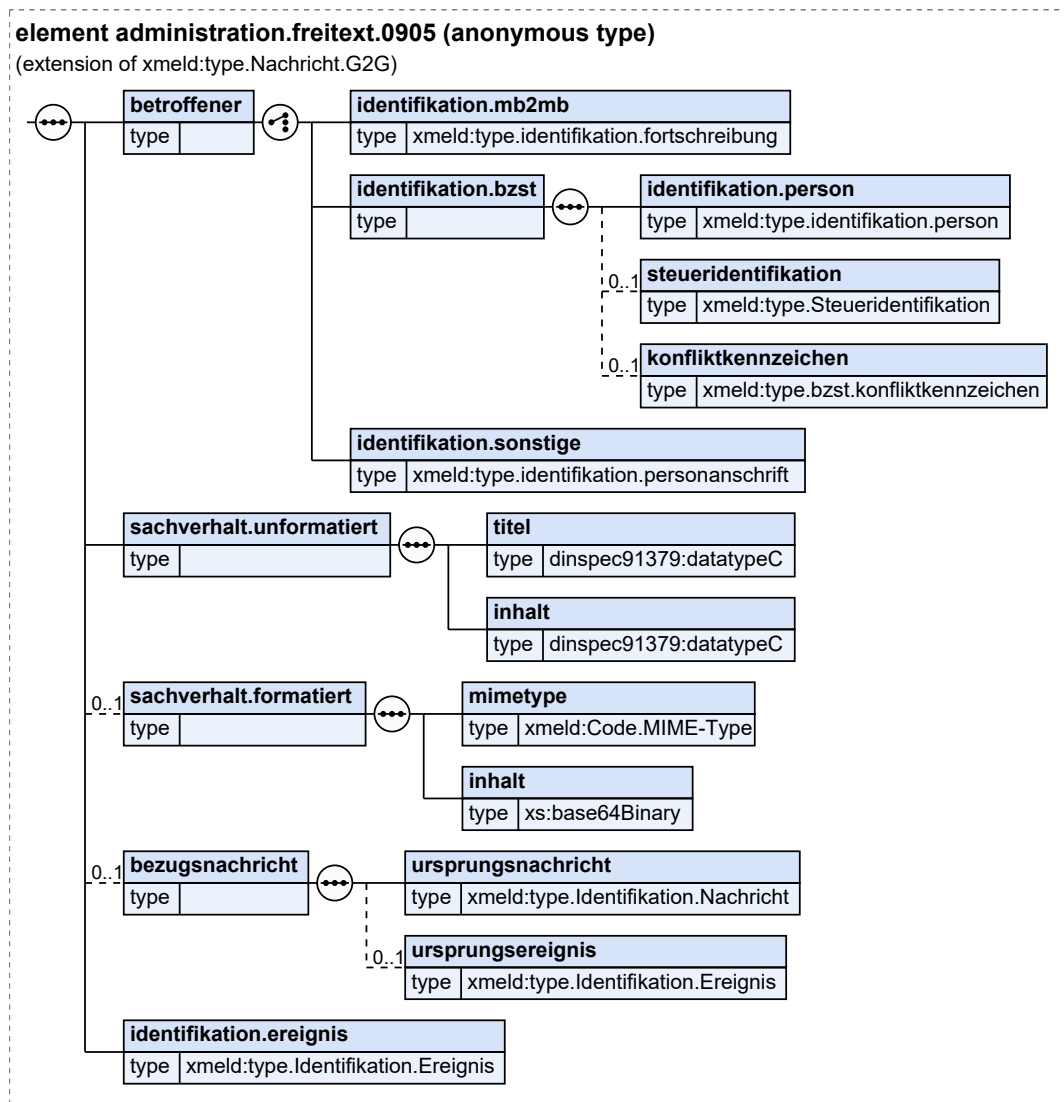 element administration.freitext.0905 (anonymous type)
(extension of xmeld:type.Nachricht.G2G)
betroffener
type
identifikation.mb2mb
type xmeld:type.identifikation.fortschreibung
identifikation.bzst
type
identifikation.person
type xmeld:type.identifikation.person
0..1
steueridentifikation
type xmeld:type.Steueridentifikation
0..1
konfliktkennzeichen
type xmeld:type.bzst.konfliktkennzeichen
identifikation.sonstige
type xmeld:type.identifikation.personanschrift
sachverhalt.unformatiert
type
titel
type dinspec91379:datatypeC
inhalt
type dinspec91379:datatypeC
0..1
sachverhalt.formatiert
type
mimetype
type xmeld:Code.MIME-Type
inhalt
type xs:base64Binary
0..1
bezugsnachricht
type
ursprungsnachricht
type xmeld:type.Identifikation.Nachricht
0..1
ursprungsereignis
type xmeld:type.Identifikation.Ereignis
identifikation.ereignis
type xmeld:type.Identifikation.Ereignis